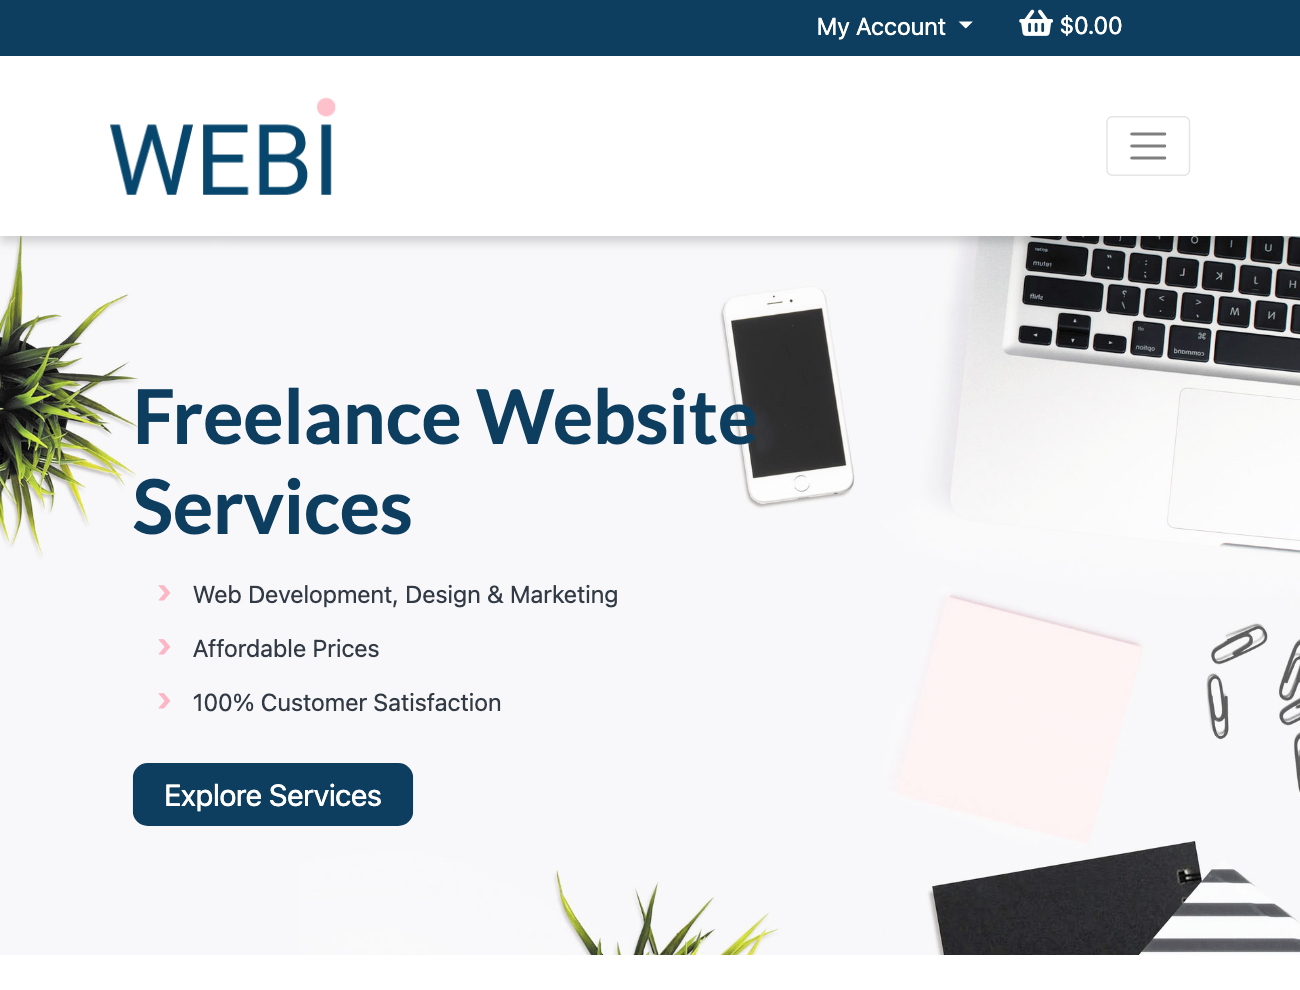 My Account $0.00
WEBI
Freelance Website
Services
Web Development, Design & Marketing
Affordable Prices
100% Customer Satisfaction
Explore Services